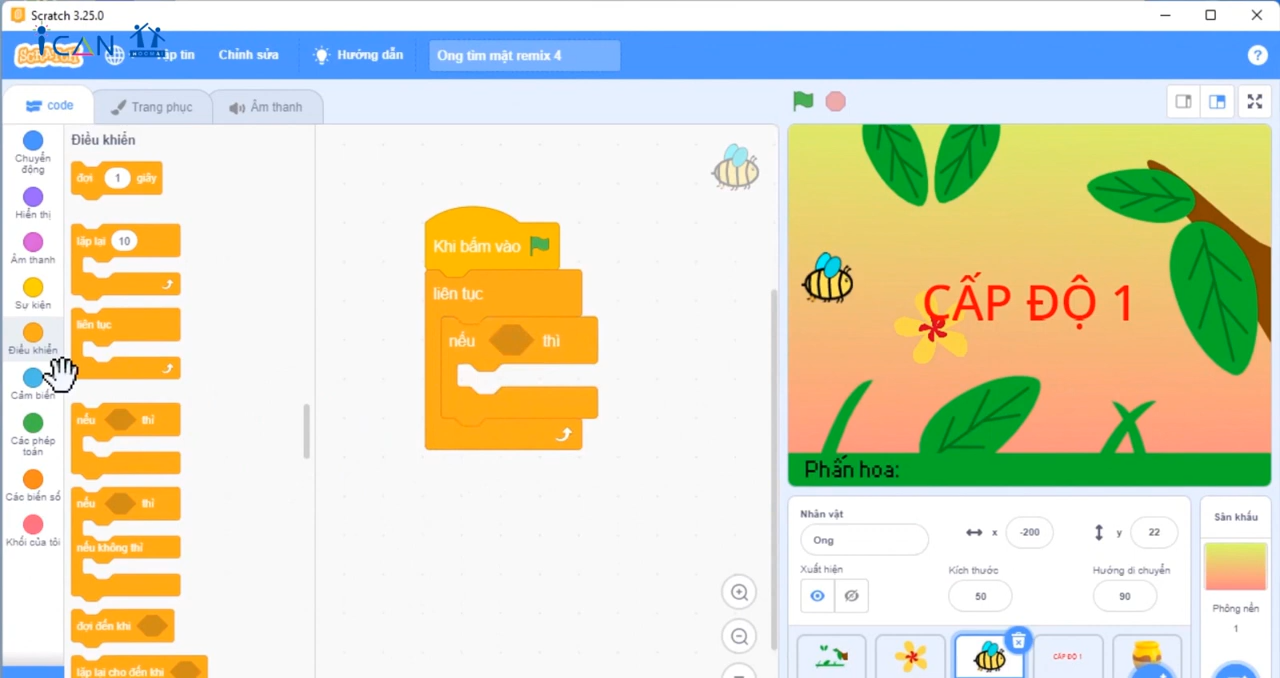 Scratch 3.25.0
iCAN
HOCMAI
Tập tin
Chỉnh sửa
Hướng dẫn
Ong tìm mật remix 4
?
code
Trang phục
Âm thanh
Chuyển động
Hiển thị
Âm thanh
Sự kiện
Điều khiển
Cảm biến
Các phép toán
Các biến số
Khối của tôi
Điều khiển
đợi 1 giây
lặp lại 10
liên tục
nếu thì
nếu thì
nếu không thì
đợi đến khi
lặp lại cho đến khi
Khi bấm vào
liên tục
nếu thì
CẤP ĐỘ 1
Phấn hoa:
Nhân vật
Ong
x -200
y 22
Xuất hiện
Kích thước
50
Hướng di chuyển
90
CẤP ĐỘ 1
Sân khấu
Phông nền
1